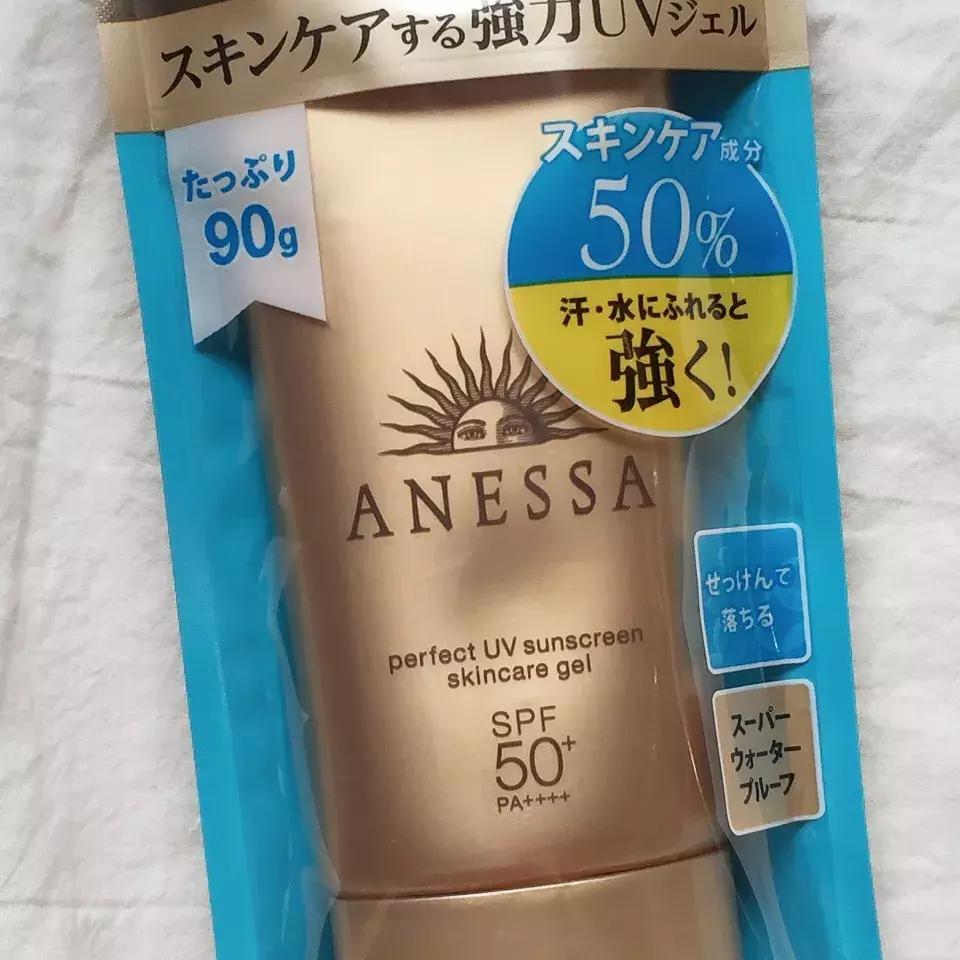 スキンケアする強力UVジェル
たっぷり
90g
スキンケア成分
50%
汗・水にふれると
強く!
ANESSA
perfect UV sunscreen
skincare gel
SPF
50+
PA++++
せっけんで
落ちる
スーパー
ウォーター
プルーフ